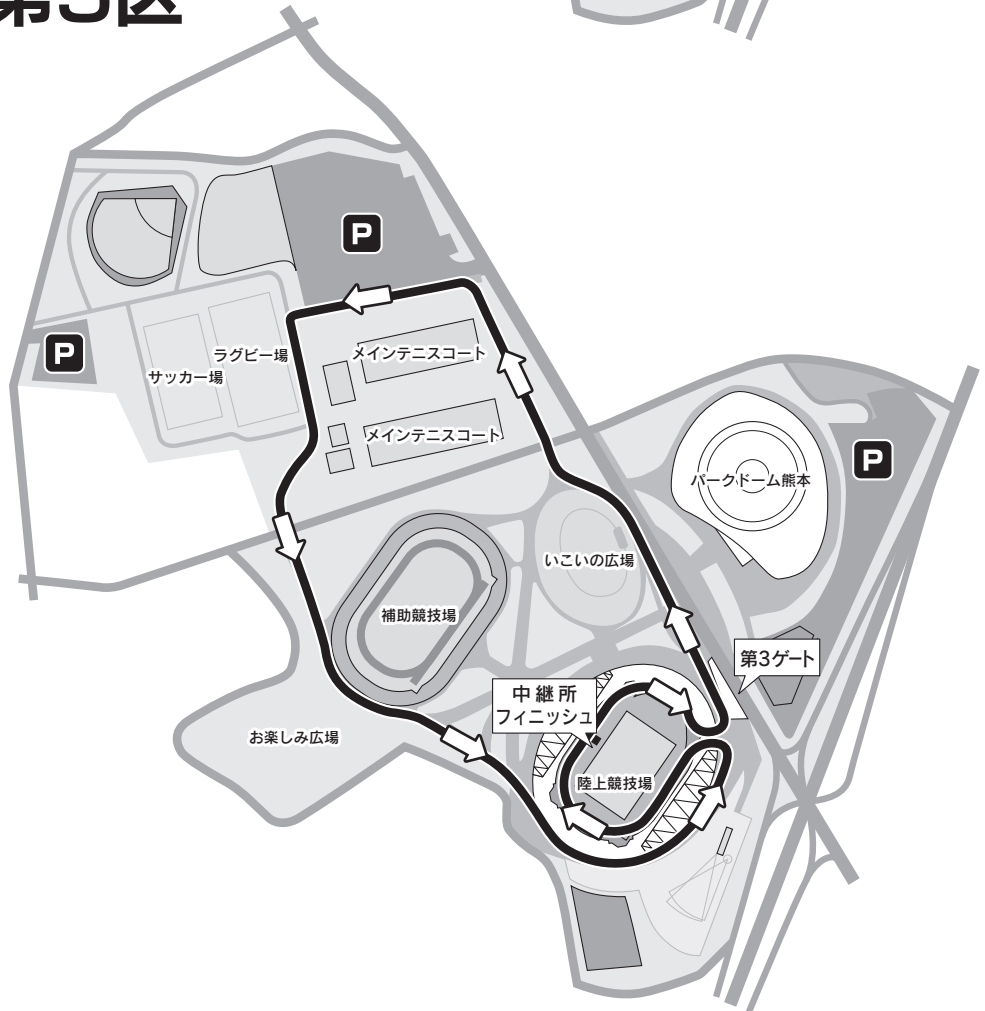 P
P
ラグビー場
サッカー場
メインテニスコート
メインテニスコート
パークドーム熊本
P
いこいの広場
補助競技場
第3ゲート
中継所
フィニッシュ
お楽しみ広場
陸上競技場